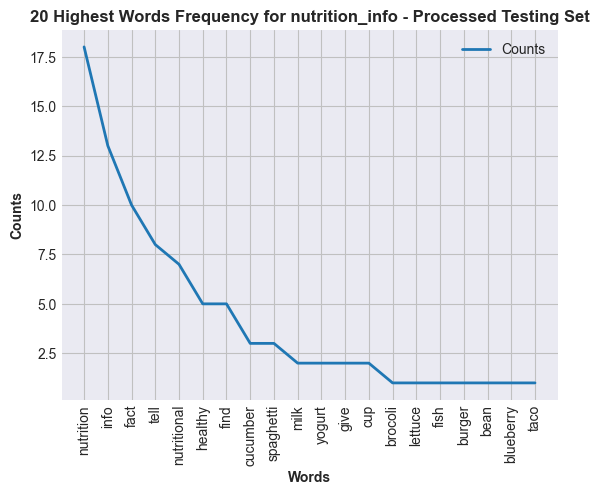 20 Highest Words Frequency for nutrition_info - Processed Testing Set
Counts
17.5
15.0
12.5
10.0
7.5
5.0
2.5
Counts
nutrition
info
fact
tell
nutritional
healthy
find
cucumber
spaghetti
milk
yogurt
give
cup
brocoli
lettuce
fish
burger
bean
blueberry
taco
Words